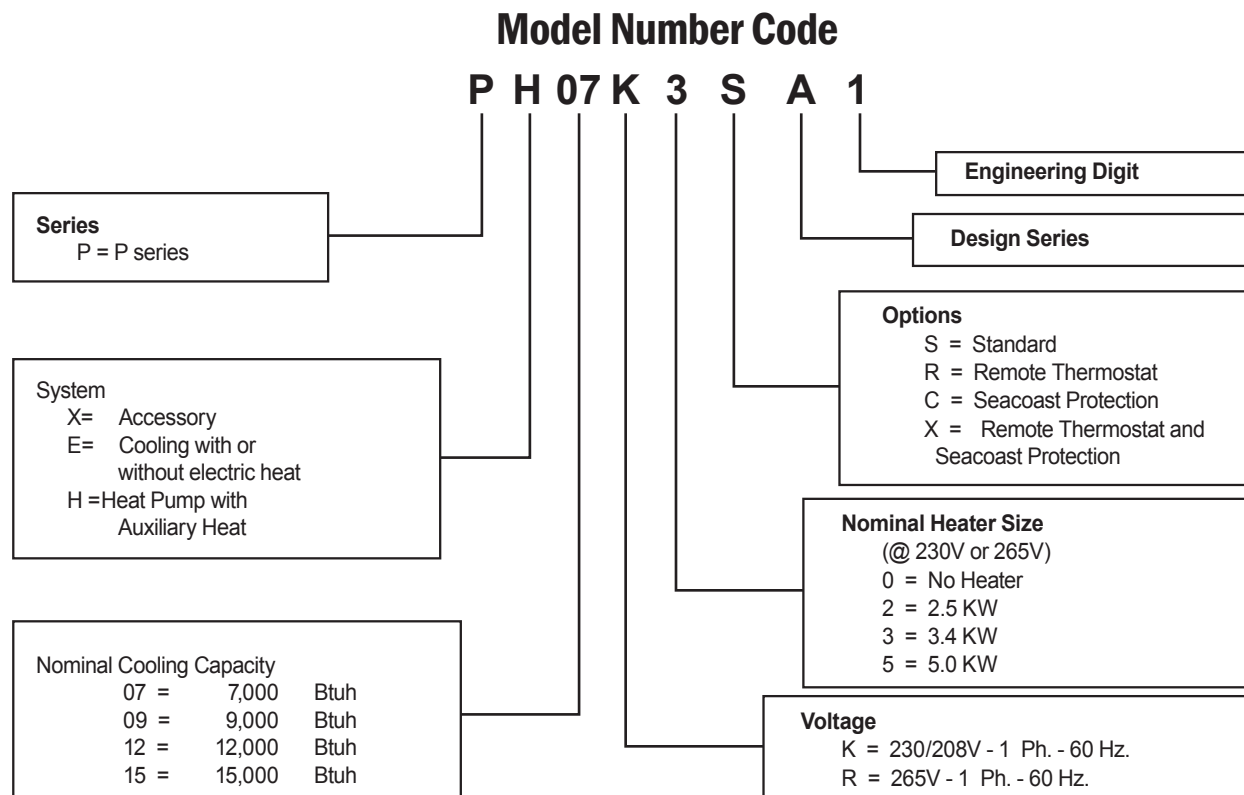 Model Number Code
P H 07 K 3 S A 1
Engineering Digit
Design Series
Series
P = P series
Options
S = Standard
R = Remote Thermostat
C = Seacoast Protection
X = Remote Thermostat and
Seacoast Protection
System
X= Accessory
E= Cooling with or
without electric heat
H =Heat Pump with
Auxiliary Heat
Nominal Heater Size
(@ 230V or 265V)
0 = No Heater
2 = 2.5 KW
3 = 3.4 KW
5 = 5.0 KW
Nominal Cooling Capacity
07 = 7,000 Btuh
09 = 9,000 Btuh
12 = 12,000 Btuh
15 = 15,000 Btuh
Voltage
K = 230/208V - 1 Ph. - 60 Hz.
R = 265V - 1 Ph. - 60 Hz.